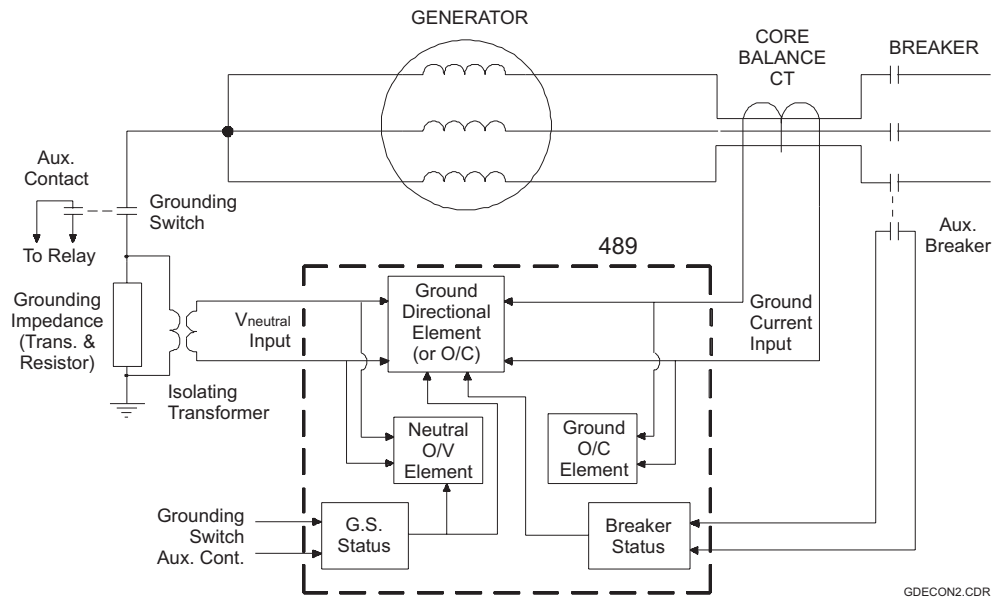 GENERATOR
CORE
BALANCE
CT
BREAKER
Aux.
Contact
Grounding
Switch
To Relay
Aux.
Breaker
489
Grounding
Impedance
(Trans. &
Resistor)
Vneutral
Input
Isolating
Transformer
Ground
Directional
Element
(or O/C)
Ground
Current
Input
Neutral
O/V
Element
Ground
O/C
Element
Grounding
Switch
Aux. Cont.
G.S.
Status
Breaker
Status
GDECON2.CDR